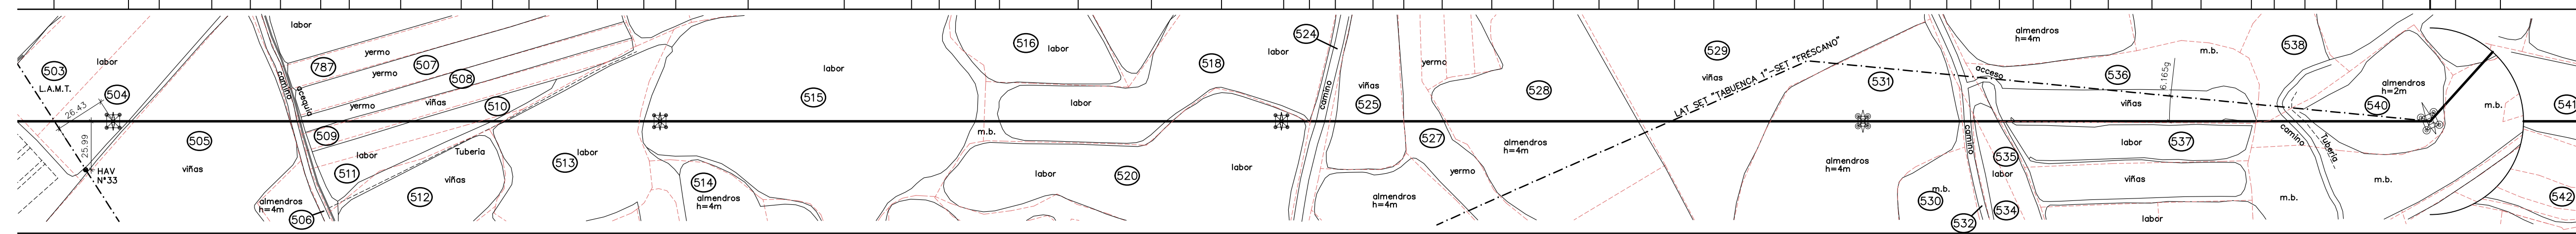 503
L.A.M.T.
labor
504
26.43
25.99
HAV
N°33
505
viñas
camino
acequia
labor
787
yermo
507
yermo
508
yermo
viñas
510
509
labor
511
Tubería
viñas
512
almendros
h=4m
506
513
labor
514
almendros
h=4m
labor
515
516
labor
labor
m.b.
labor
520
518
labor
524
labor
camino
viñas
525
yermo
527
yermo
almendros
h=4m
528
almendros
h=4m
529
viñas
LAT SET "TABUENCA 1"-SET "FRÉSCANO"
531
almendros
h=4m
m.b.
530
532
camino
535
labor
534
almendros
h=4m
acceso
536
m.b.
6.165g
viñas
labor
537
viñas
labor
538
camino
Tubería
m.b.
almendros
h=2m
540
m.b.
m.b.
541
542